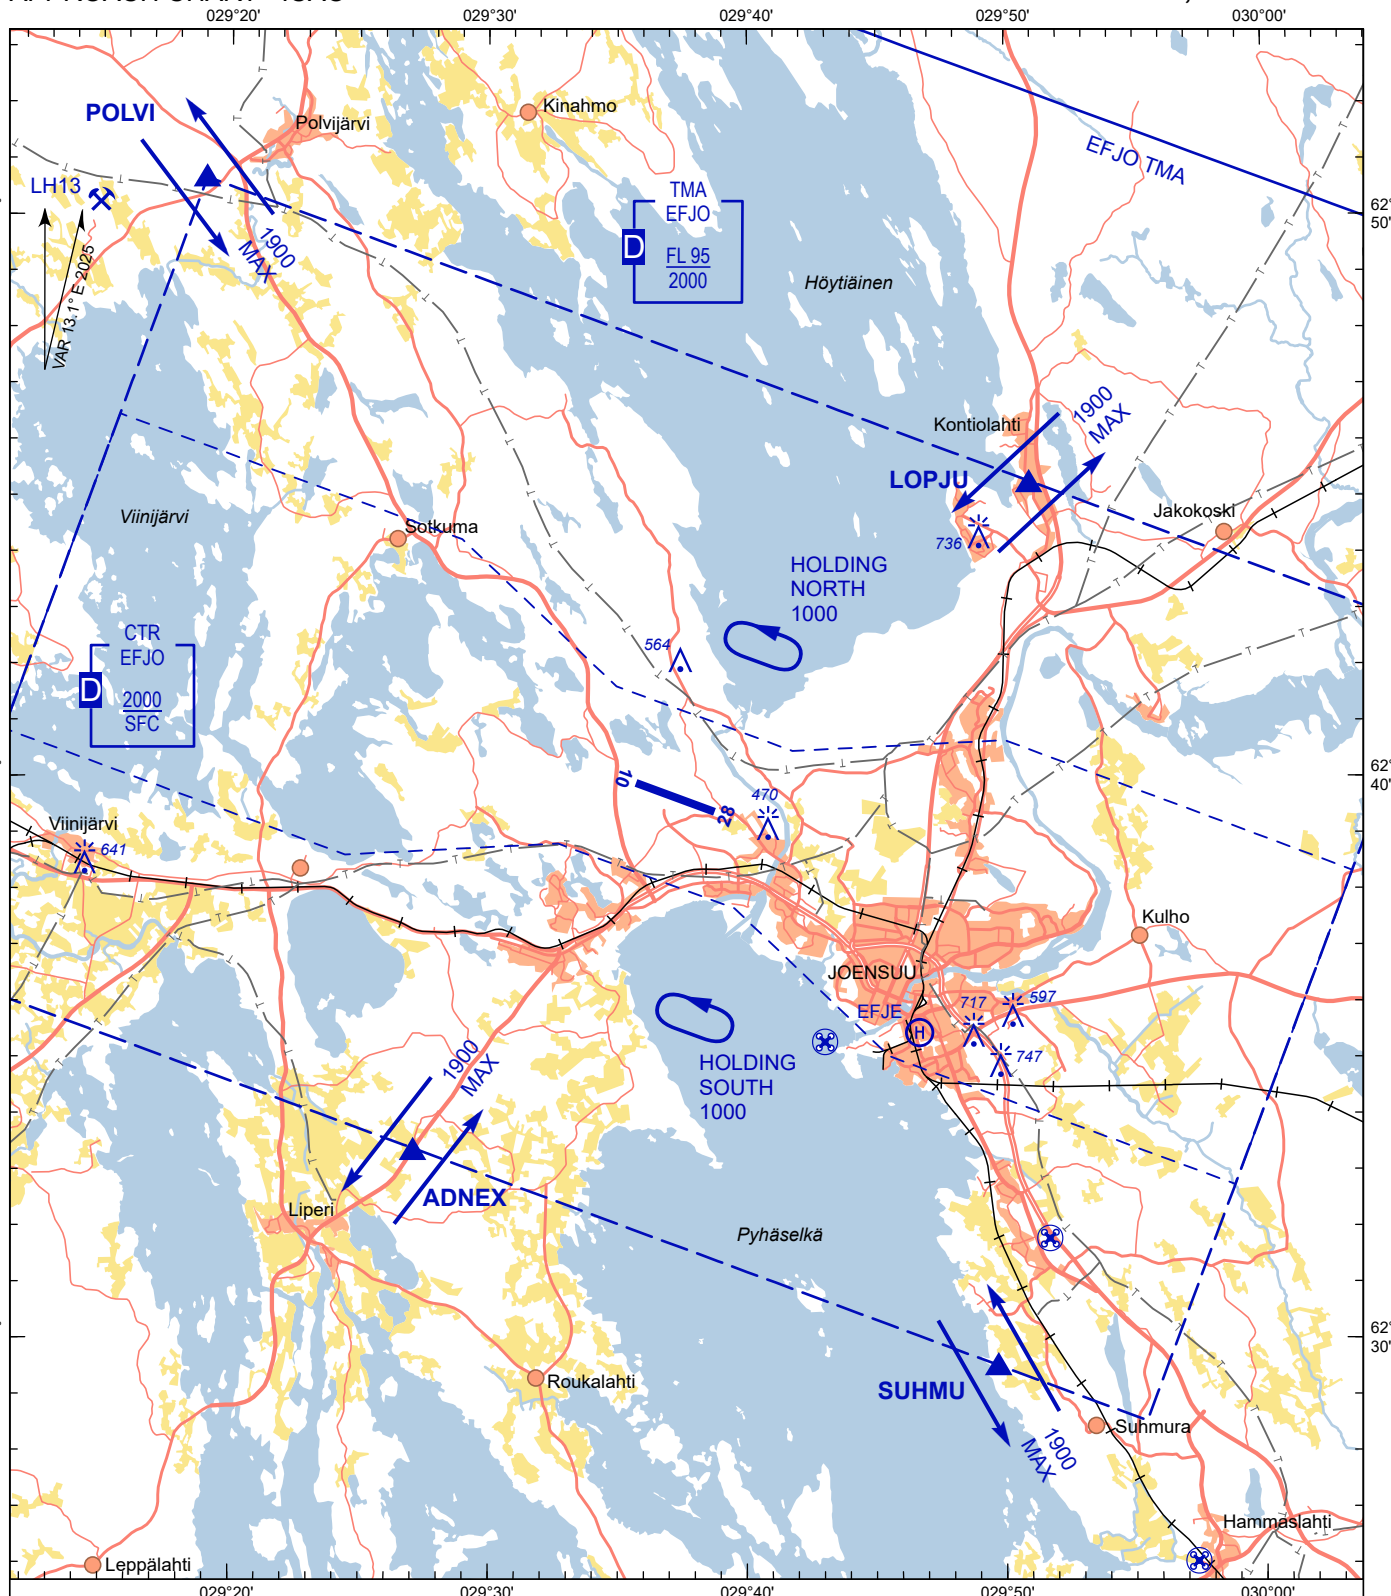 029°20'
029°30'
029°40'
029°50'
030°00'
POLVI
Polvijärvi
Kinahmo
EFJO TMA
LH13
VAR 13.1° E 2025
1900
MAX
TMA
EFJO
D
FL 95
2000
Höytiäinen
62°
50'
Kontiolahti
1900
MAX
LOPJU
Viinijärvi
Sotkuma
736
Jakokoski
HOLDING
NORTH
1000
564
CTR
EFJO
D
2000
SFC
10
28
470
62°
40'
Viinijärvi
641
Kulho
JOENSUU
EFJE
H
717
597
747
HOLDING
SOUTH
1000
1900
MAX
ADNEX
Liperi
Pyhäselkä
62°
30'
SUHMU
Roukalahti
Suhmura
1900
MAX
Hammaslahti
Leppälahti
029°20'
029°30'
029°40'
029°50'
030°00'